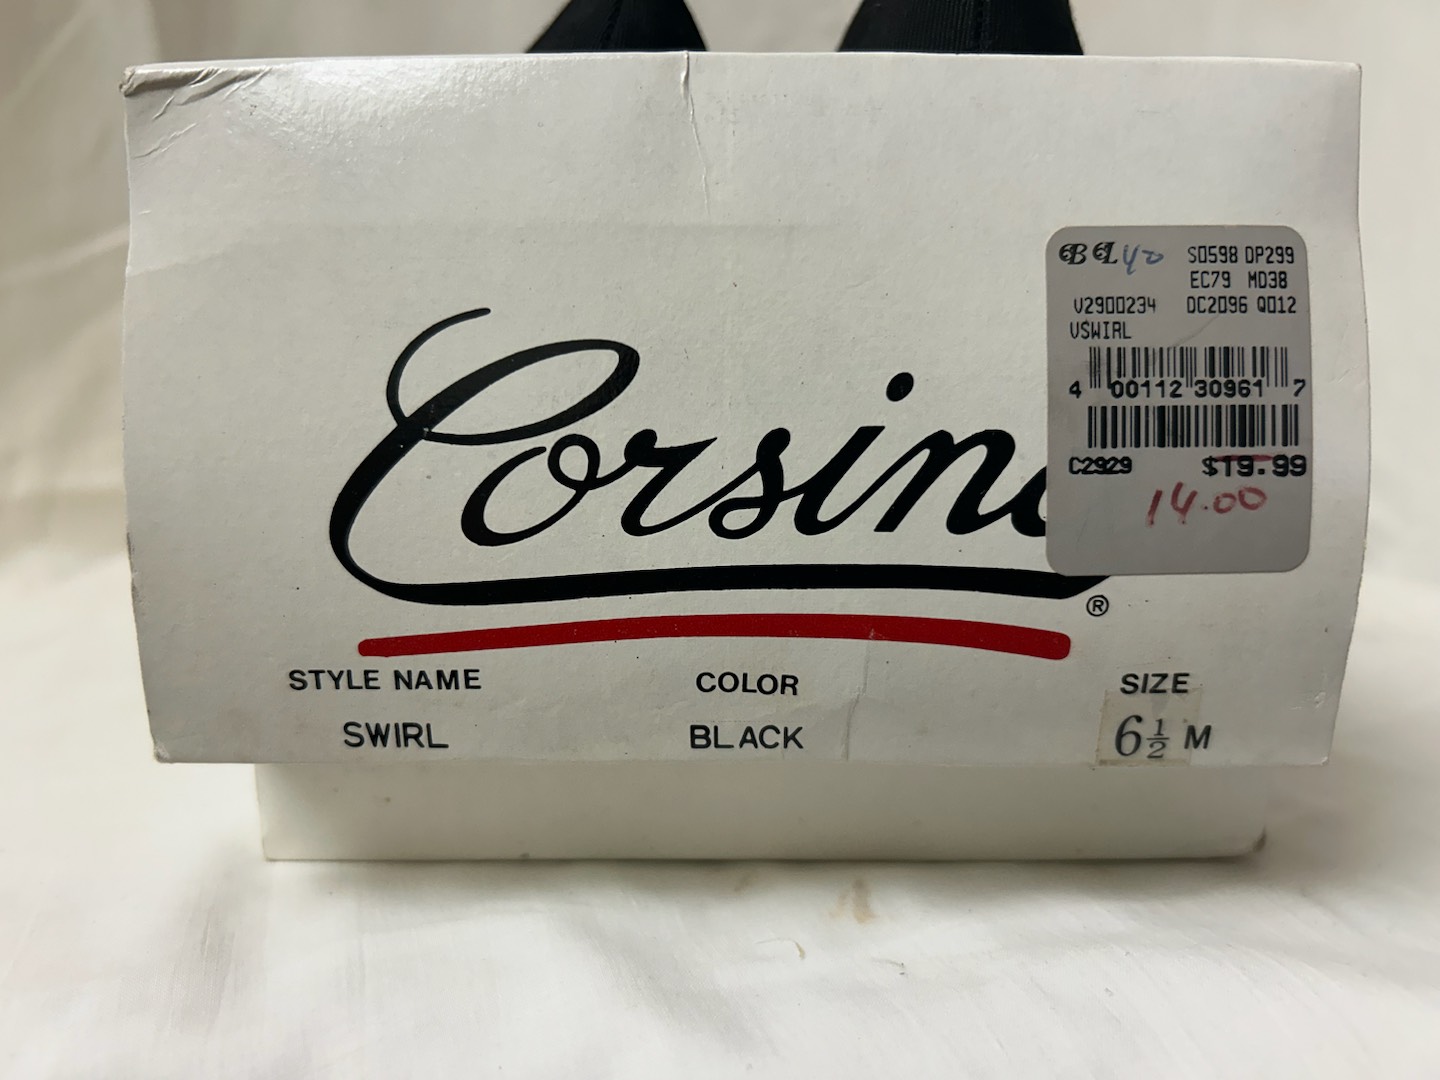 BL 40 S0598 DP299
EC79 MD38
V2900234 DC2096 Q012
VSWIRL
4 00112 30961 7
C2929 $19.99
14.00
Corsin
®
STYLE NAME COLOR SIZE
SWIRL BLACK 6½ M